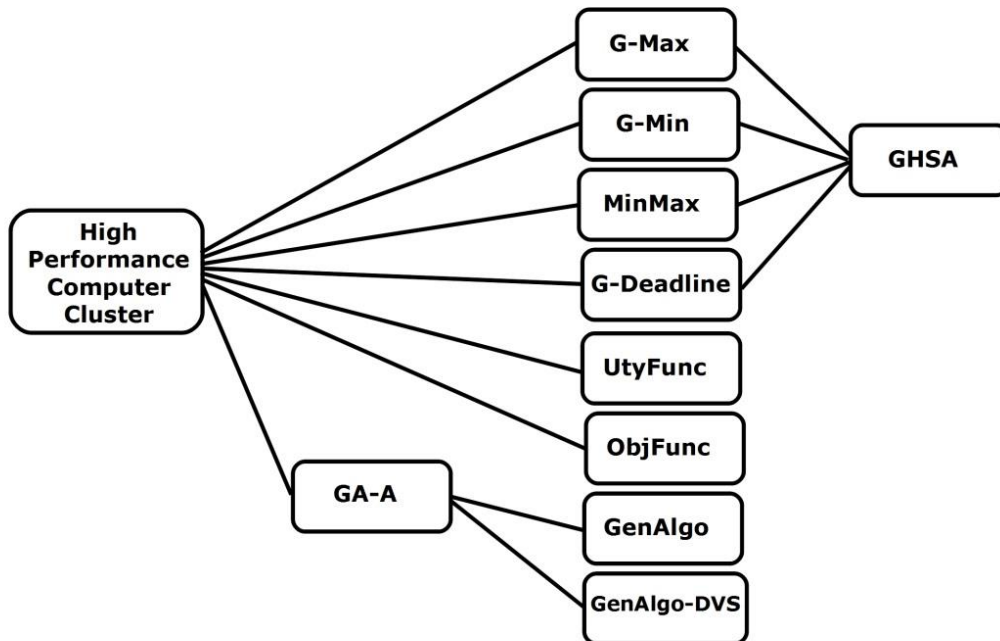 G-Max
G-Min
GHSA
MinMax
High
Performance
Computer
Cluster
G-Deadline
UtyFunc
ObjFunc
GA-A
GenAlgo
GenAlgo-DVS